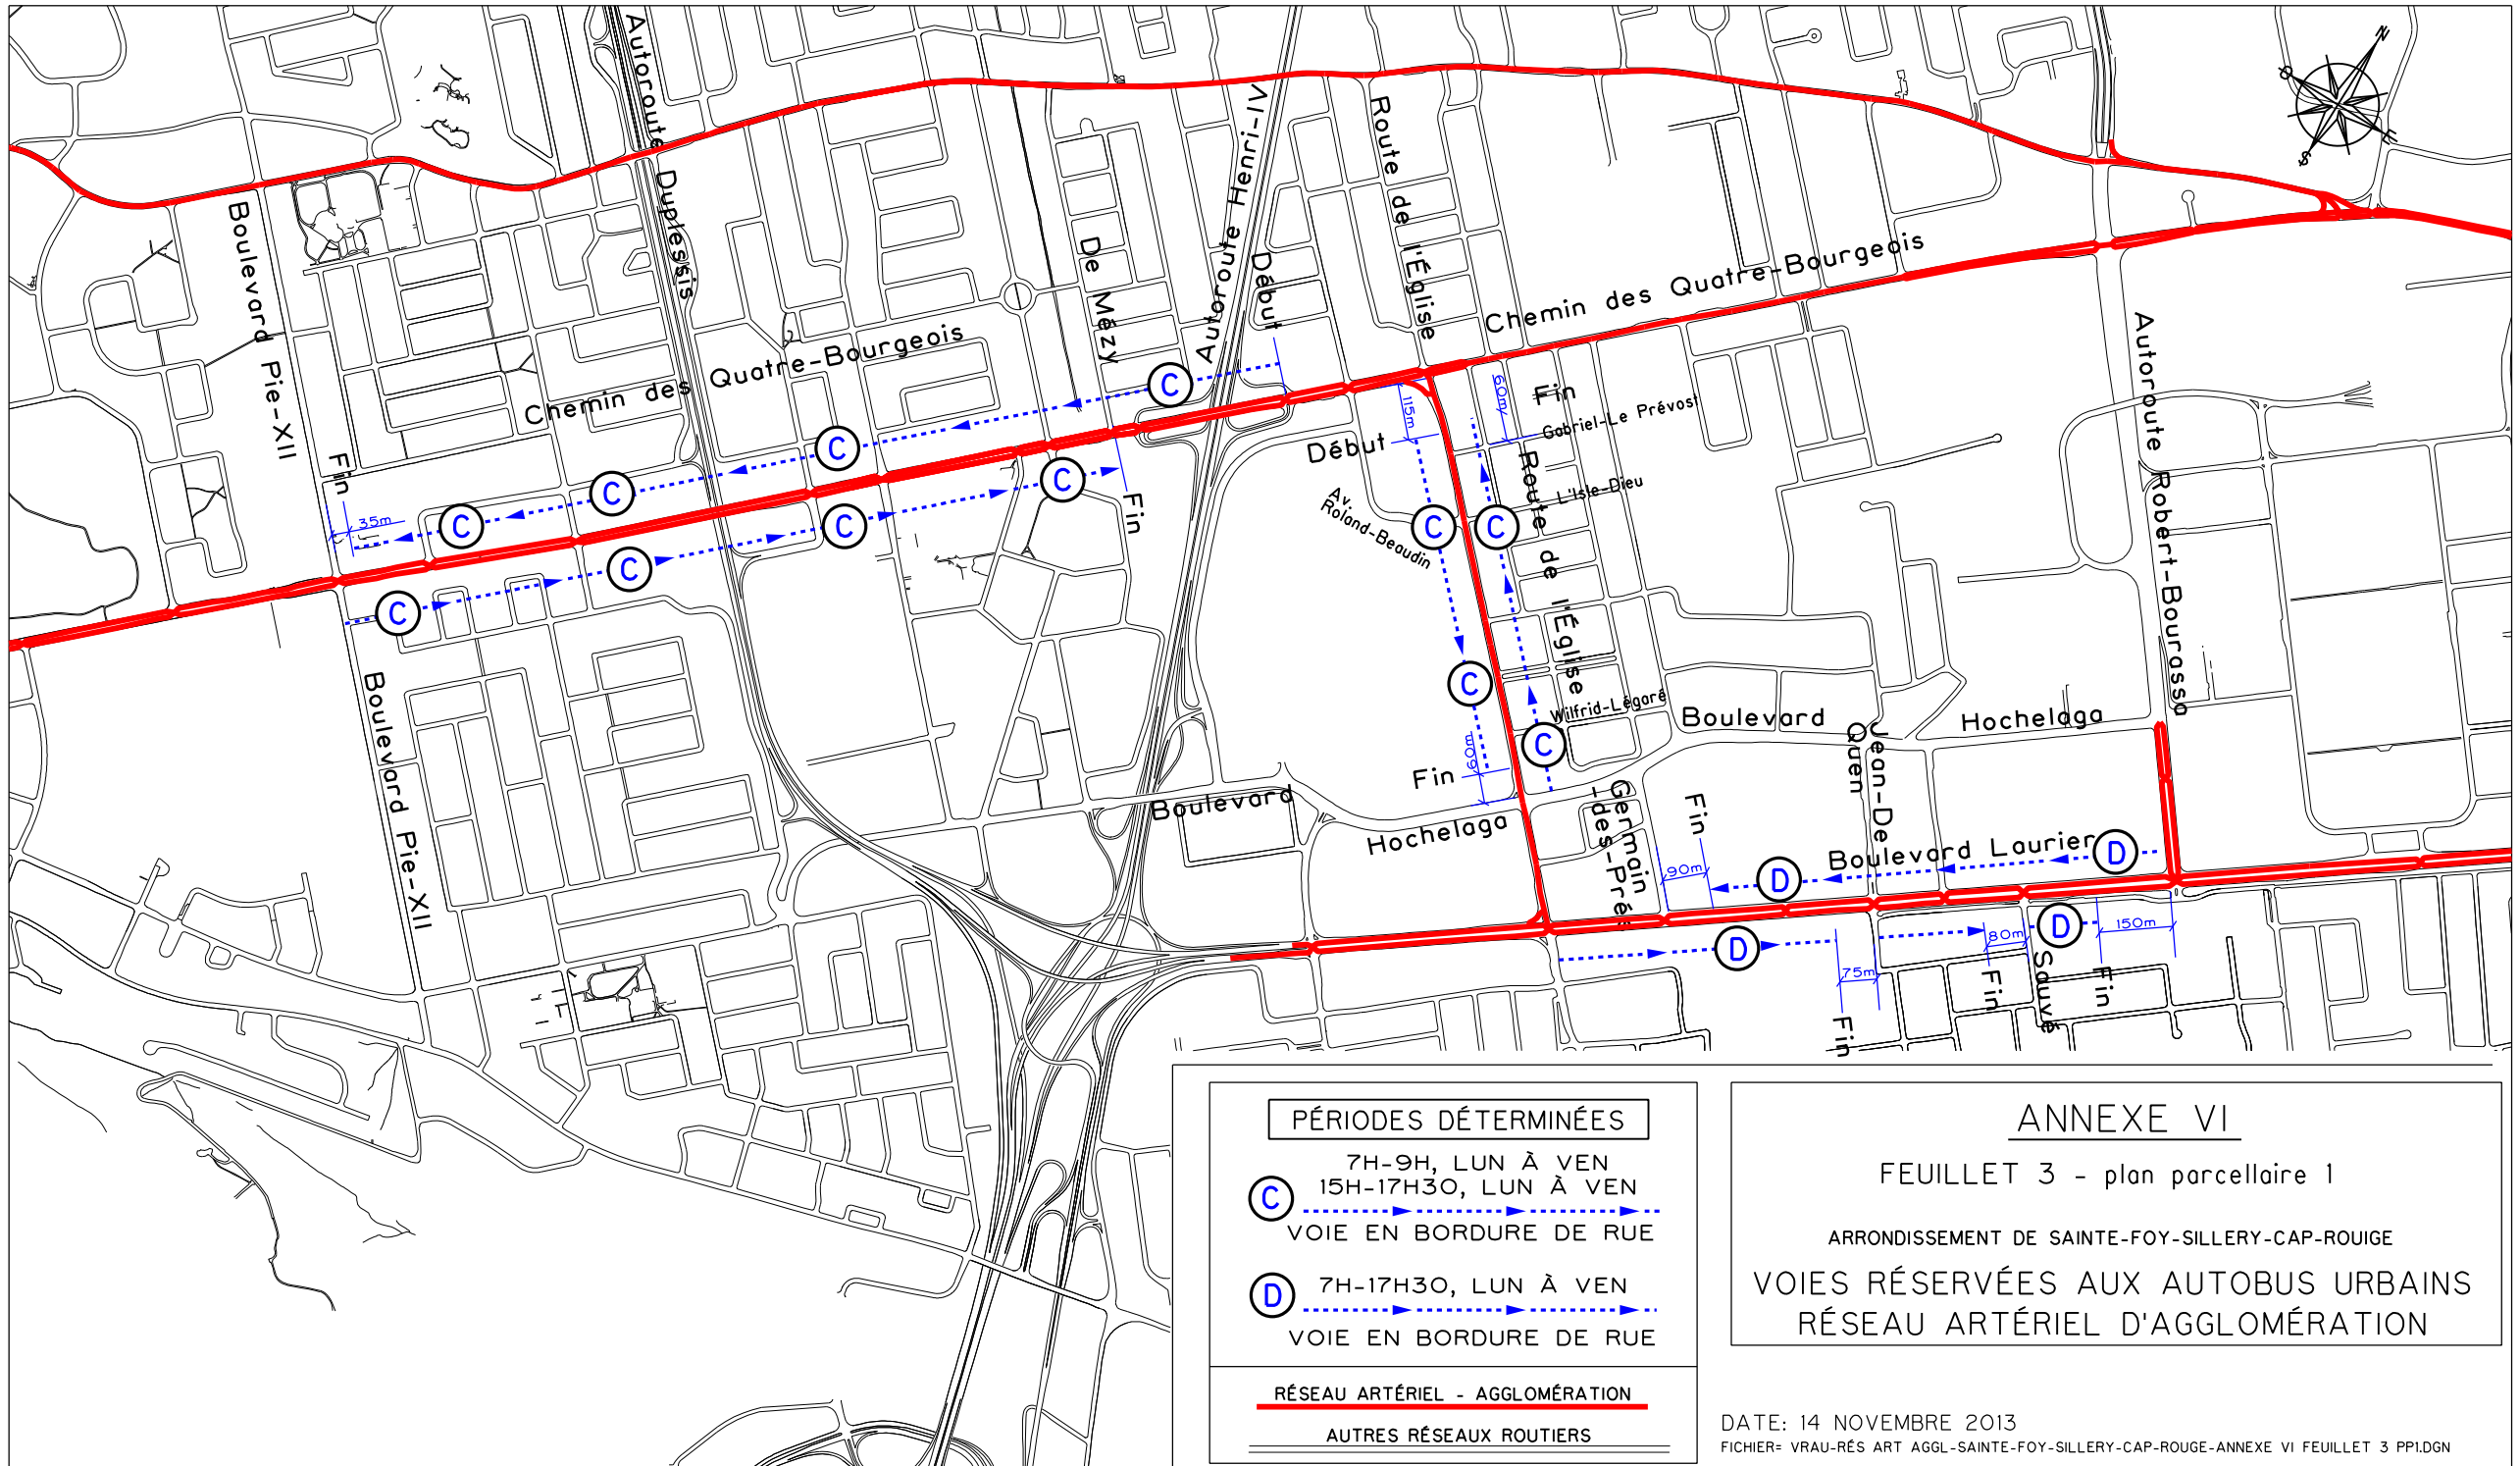 Autoroute Duplessis
Autoroute Henri-IV
Route de l'Église
N
O
E
S
Boulevard Pie-XII
De Mézy
Début
Chemin des Quatre-Bourgeois
Chemin des Quatre-Bourgeois
Autoroute Robert-Bourassa
C
C
C
C
Fin
35m
C
C
C
C
Fin
115m
60m
Fin
Gabriel-Le Prévost
Début
L'Isle-Dieu
Av.
Roland-Beaudin
C
C
Route de l'Église
C
Wilfrid-Légaré
C
60m
Fin
Boulevard Pie-XII
Boulevard Hochelaga
Boulevard Hochelaga
Germain
-des-Prés
Jean-De
Quen
Fin
90m
Boulevard Laurier
D
D
D
D
75m
Fin
80m
Fin
Sauvé
150m
Fin
PÉRIODES DÉTERMINÉES
7H-9H, LUN À VEN
C 15H-17H30, LUN À VEN
VOIE EN BORDURE DE RUE
D 7H-17H30, LUN À VEN
VOIE EN BORDURE DE RUE
RÉSEAU ARTÉRIEL - AGGLOMÉRATION
AUTRES RÉSEAUX ROUTIERS
ANNEXE VI
FEUILLET 3 - plan parcellaire 1
ARRONDISSEMENT DE SAINTE-FOY-SILLERY-CAP-ROUIGE
VOIES RÉSERVÉES AUX AUTOBUS URBAINS
RÉSEAU ARTÉRIEL D'AGGLOMÉRATION
DATE: 14 NOVEMBRE 2013
FICHIER= VRAU-RÉS ART AGGL-SAINTE-FOY-SILLERY-CAP-ROUGE-ANNEXE VI FEUILLET 3 PP1.DGN